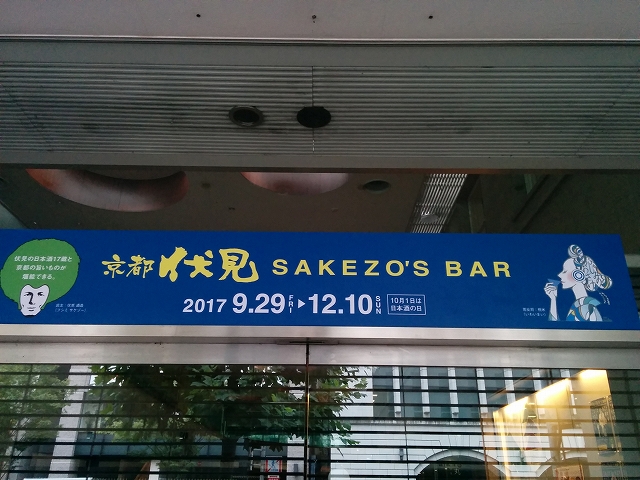 伏見の日本酒17蔵と
京都の旨いものが
堪能できる。
京都 伏見 SAKEZO'S BAR
2017 9.29 FRI ▶ 12.10 SUN
10月1日は
日本酒の日